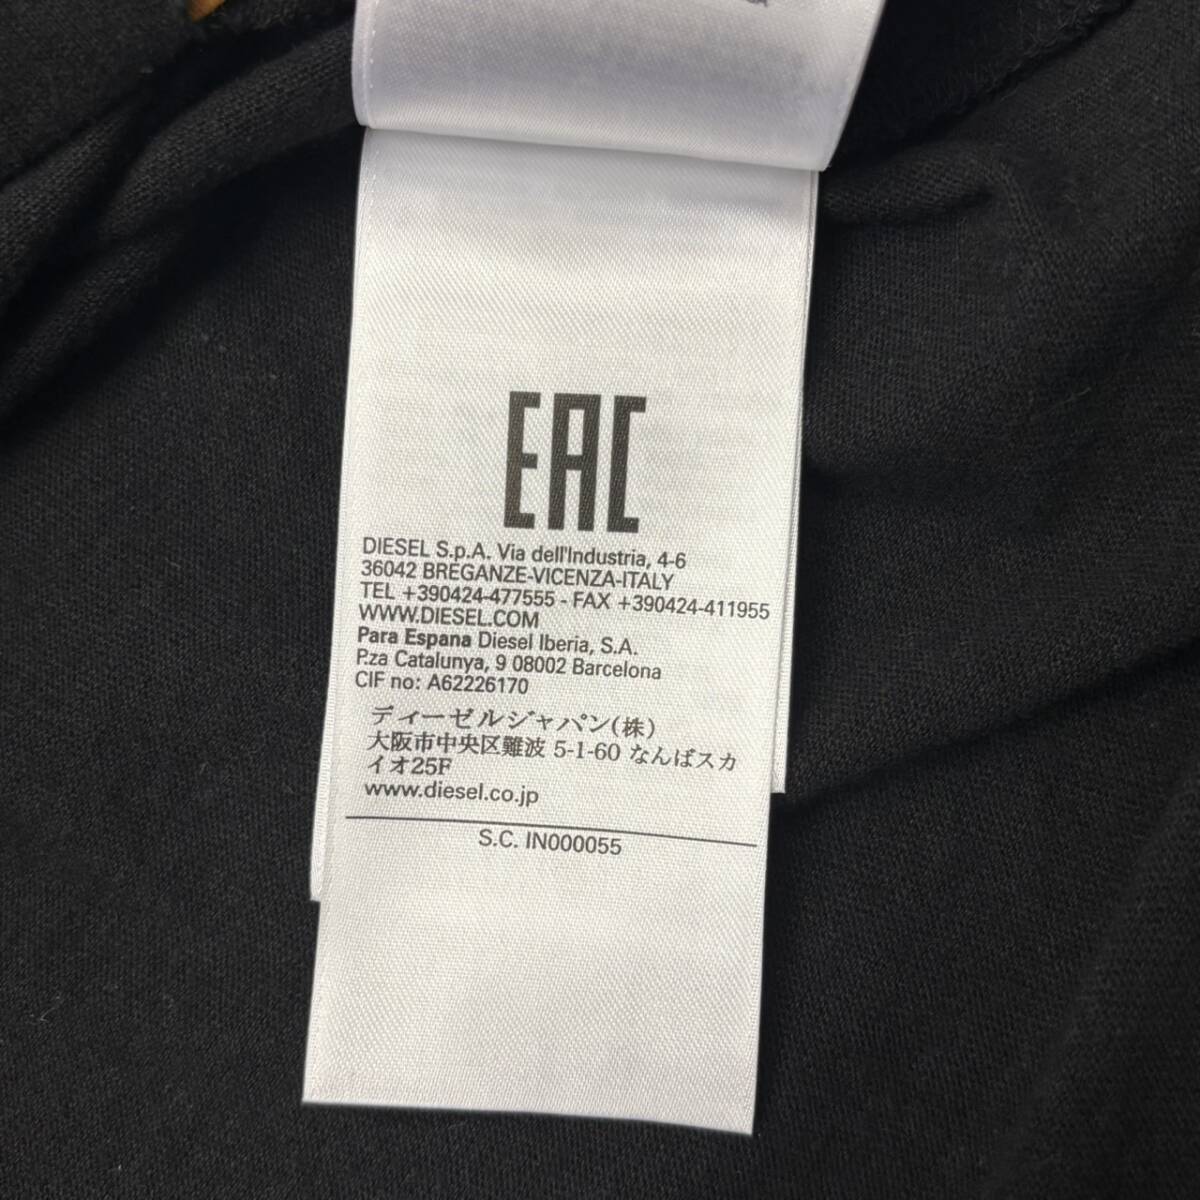 EAC
DIESEL S.p.A. Via dell'Industria, 4-6
36042 BREGANZE-VICENZA-ITALY
TEL +390424-477555 - FAX +390424-411955
WWW.DIESEL.COM
Para Espana Diesel Iberia, S.A.
P.za Catalunya, 9 08002 Barcelona
CIF no: A62226170
ディーゼルジャパン(株)
大阪市中央区難波 5-1-60 なんばスカ
イオ25F
www.diesel.co.jp
S.C. IN000055